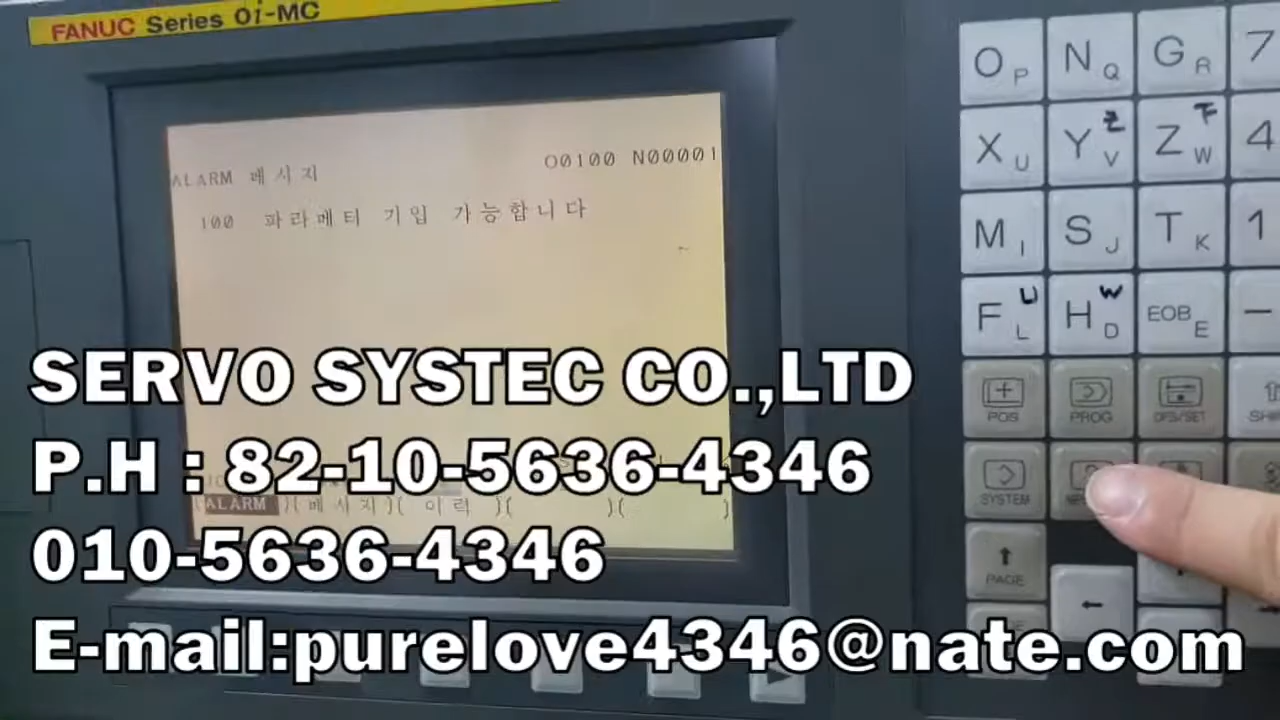 FANUC Series 0i-MC
ALARM 메시지
O0100 N00001
100 파라메터 기입 가능합니다
(ALARM )( 메시지 )( 이력 )( )( )
SERVO SYSTEC CO.,LTD
P.H : 82-10-5636-4346
010-5636-4346
E-mail:purelove4346@nate.com
O P N Q G R 7
X U Y V Z Z W F 4
M I S J T K 1
F L U H D W EOB E -
POS PROG OFS/SET
SYSTEM
PAGE